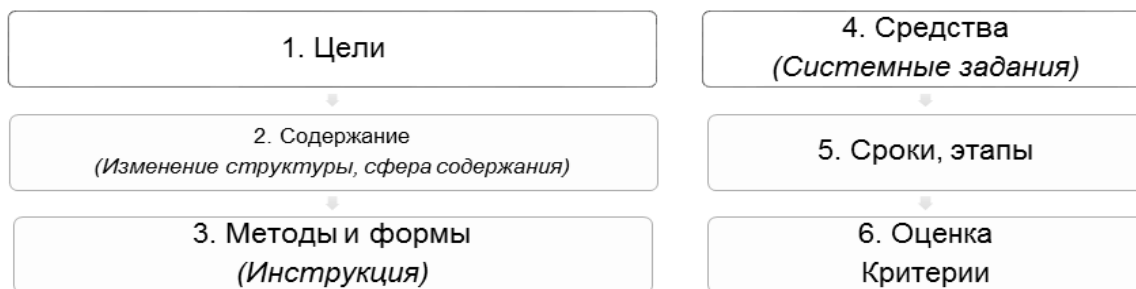 1. Цели
2. Содержание
(Изменение структуры, сфера содержания)
3. Методы и формы
(Инструкция)
4. Средства
(Системные задания)
5. Сроки, этапы
6. Оценка
Критерии